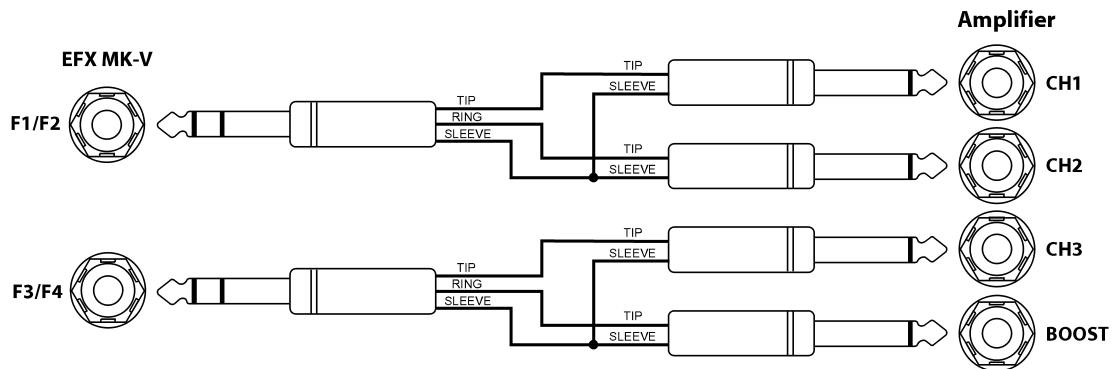 Amplifier
EFX MK-V
F1/F2
TIP
RING
SLEEVE
TIP
SLEEVE
CH1
TIP
SLEEVE
CH2
F3/F4
TIP
RING
SLEEVE
TIP
SLEEVE
CH3
TIP
SLEEVE
BOOST